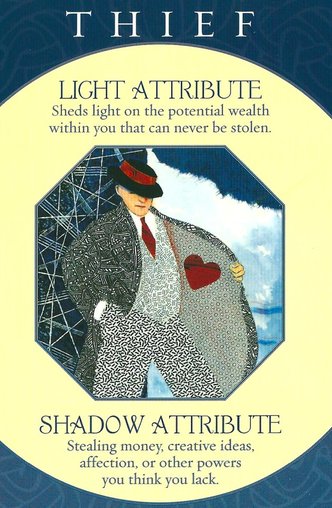 THIEF
LIGHT ATTRIBUTE
Sheds light on the potential wealth
within you that can never be stolen.
SHADOW ATTRIBUTE
Stealing money, creative ideas,
affection, or other powers
you think you lack.